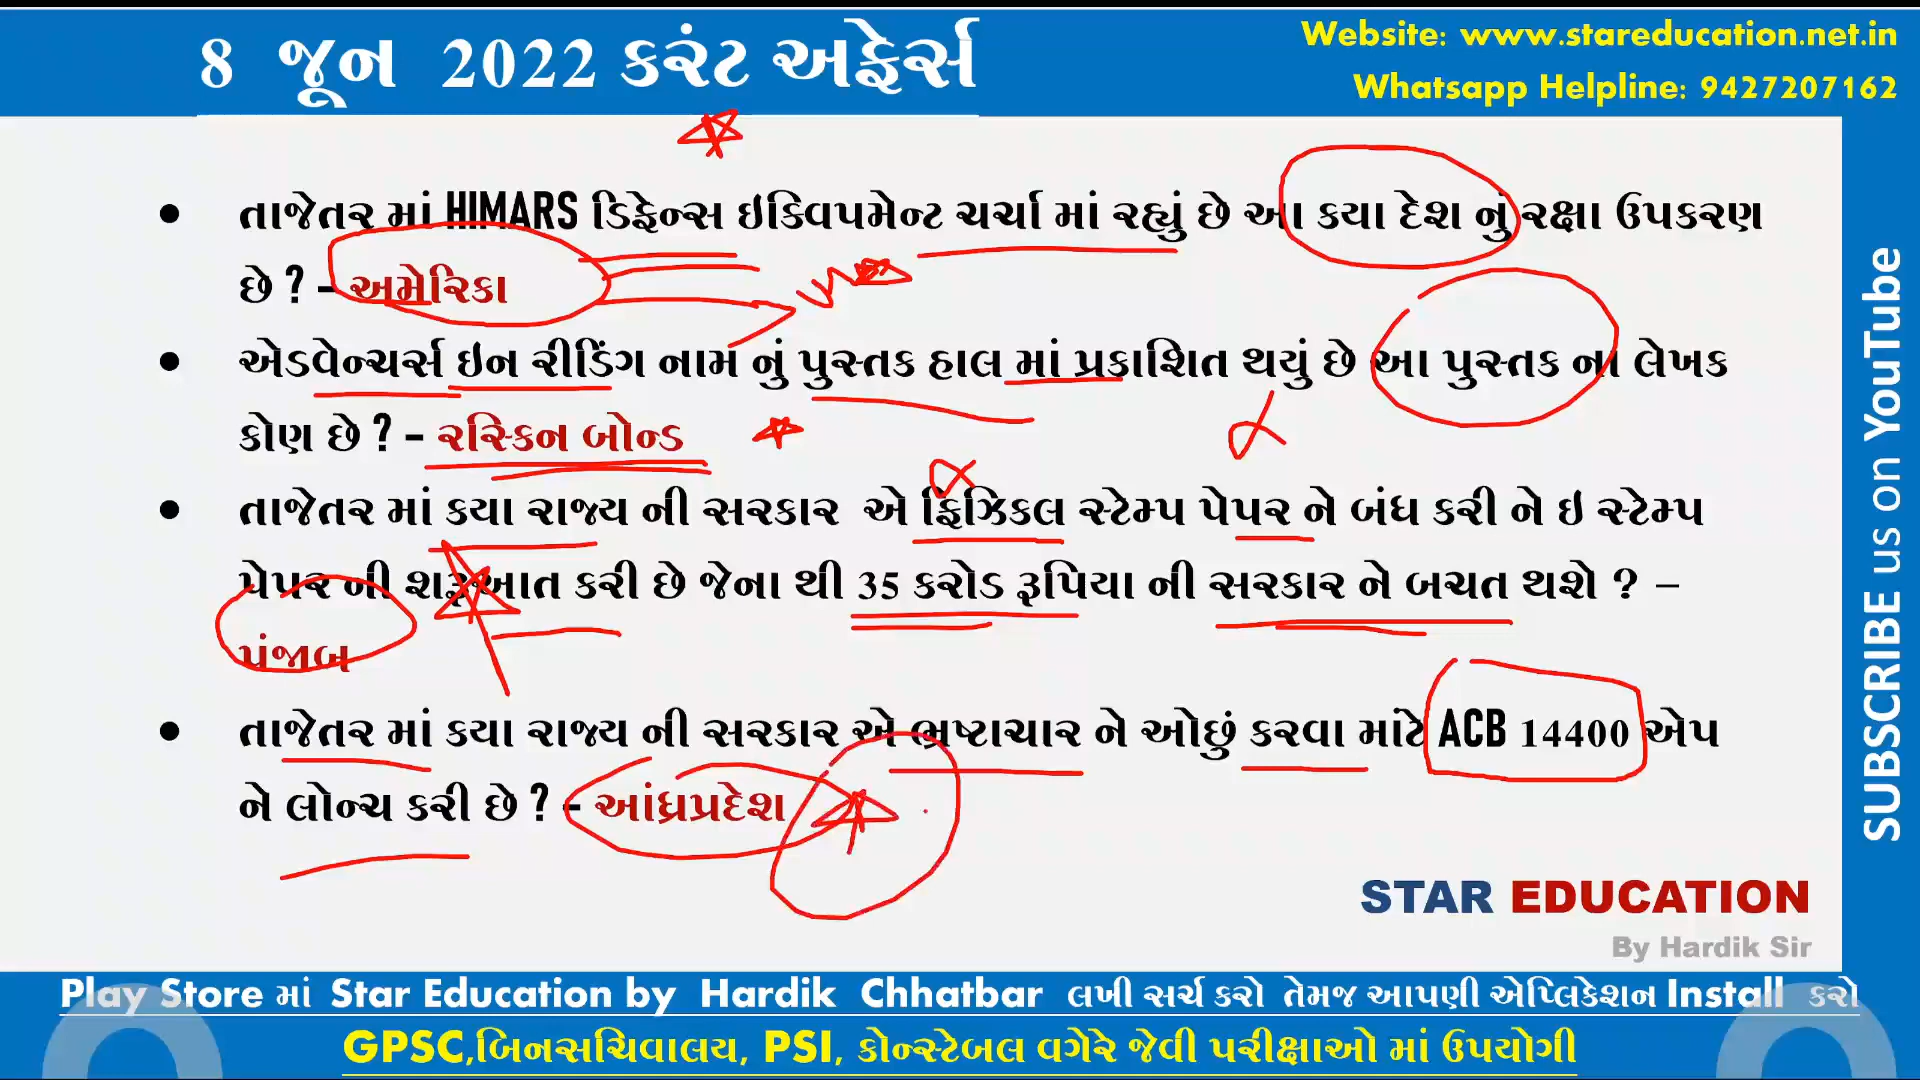 8 જૂન 2022 કરંટ અફેર્સ
Website: www.stareducation.net.in
Whatsapp Helpline: 9427207162
• તાજેતર માં HIMARS ડિફેન્સ ઇક્વિપમેન્ટ ચર્ચા માં રહ્યું છે આ કયા દેશ નું રક્ષા ઉપકરણ
છે ? – અમેરિકા
• એડવેન્ચર્સ ઇન રીડિંગ નામ નું પુસ્તક હાલ માં પ્રકાશિત થયું છે આ પુસ્તક ના લેખક
કોણ છે ? – રસ્કિન બોન્ડ
• તાજેતર માં કયા રાજ્ય ની સરકાર એ ફિઝિકલ સ્ટેમ્પ પેપર ને બંધ કરી ને ઇ સ્ટેમ્પ
પેપર ની શરૂઆત કરી છે જેના થી 35 કરોડ રૂપિયા ની સરકાર ને બચત થશે ? –
પંજાબ
• તાજેતર માં કયા રાજ્ય ની સરકાર એ ભ્રષ્ટાચાર ને ઓછું કરવા માંટે ACB 14400 એપ
ને લોન્ચ કરી છે ? – આંધ્રપ્રદેશ
SUBSCRIBE us on YouTube
STAR EDUCATION
By Hardik Sir
Play Store માં Star Education by Hardik Chhatbar લખી સર્ચ કરો તેમજ આપણી એપ્લિકેશન Install કરો
GPSC,બિનસચિવાલય, PSI, કોન્સ્ટેબલ વગેરે જેવી પરીક્ષાઓ માં ઉપયોગી